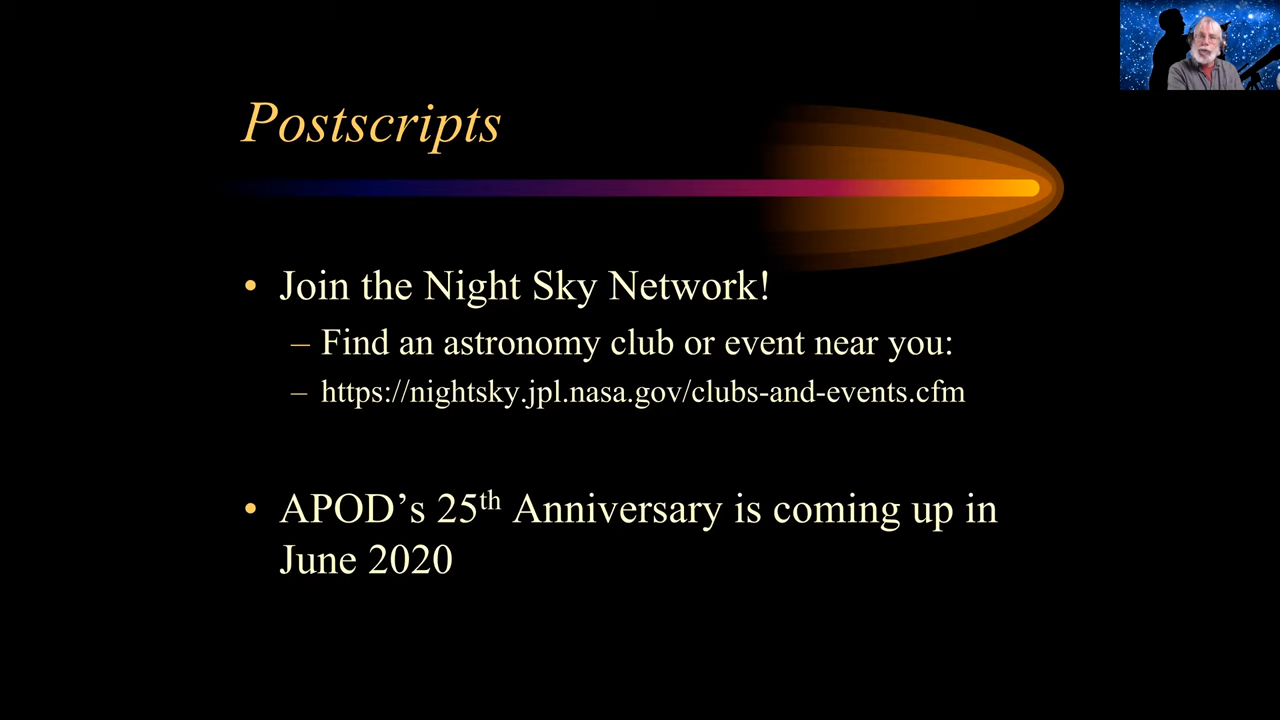 Postscripts
• Join the Night Sky Network!
– Find an astronomy club or event near you:
– https://nightsky.jpl.nasa.gov/clubs-and-events.cfm
• APOD’s 25th Anniversary is coming up in
June 2020